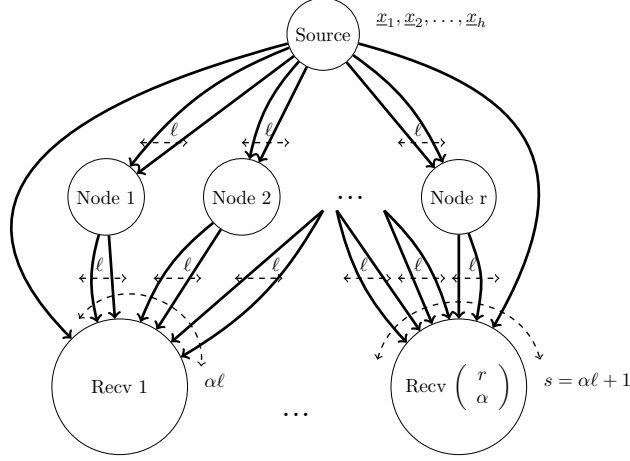 Source
x₁, x₂, . . . , xₕ
ℓ ℓ ℓ
Node 1 Node 2 ... Node r
ℓ ℓ ℓ ℓ ℓ ℓ
Recv 1 αℓ ... Recv ( r α ) s = αℓ + 1